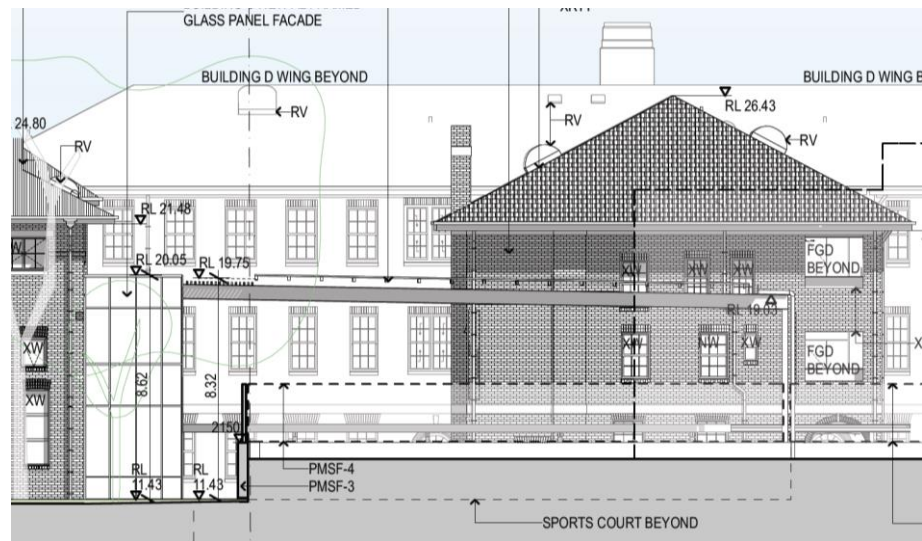 GLASS PANEL FACADE
BUILDING D WING BEYOND
BUILDING D WING B
RL 26.43
RV
RV
RV
RV
24.80
RL 21.48
RL 20.05
RL 19.75
W
XW
XW
XW
FGD
BEYOND
RL 19.03
XW
XW
NW
XW
X
FGD
BEYOND
XW
8.62
8.32
2150
RL
11.43
RL
11.43
PMSF-4
PMSF-3
SPORTS COURT BEYOND